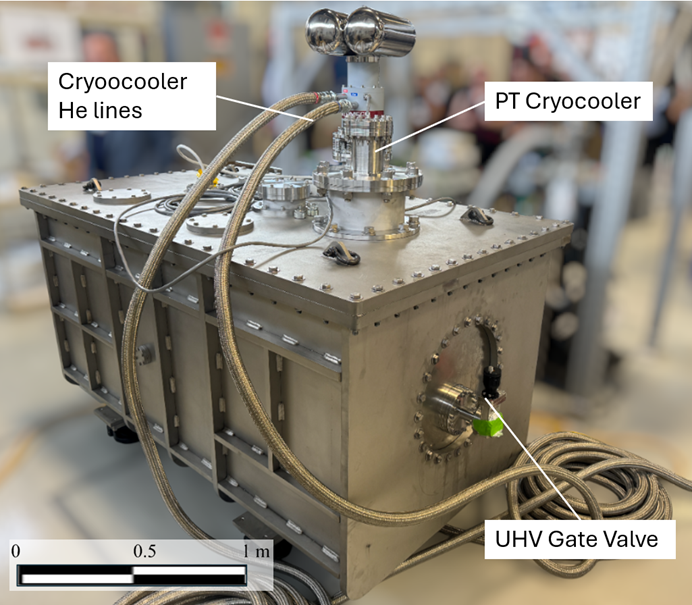 Cryoocooler
He lines
PT Cryocooler
UHV Gate Valve
0 0.5 1 m